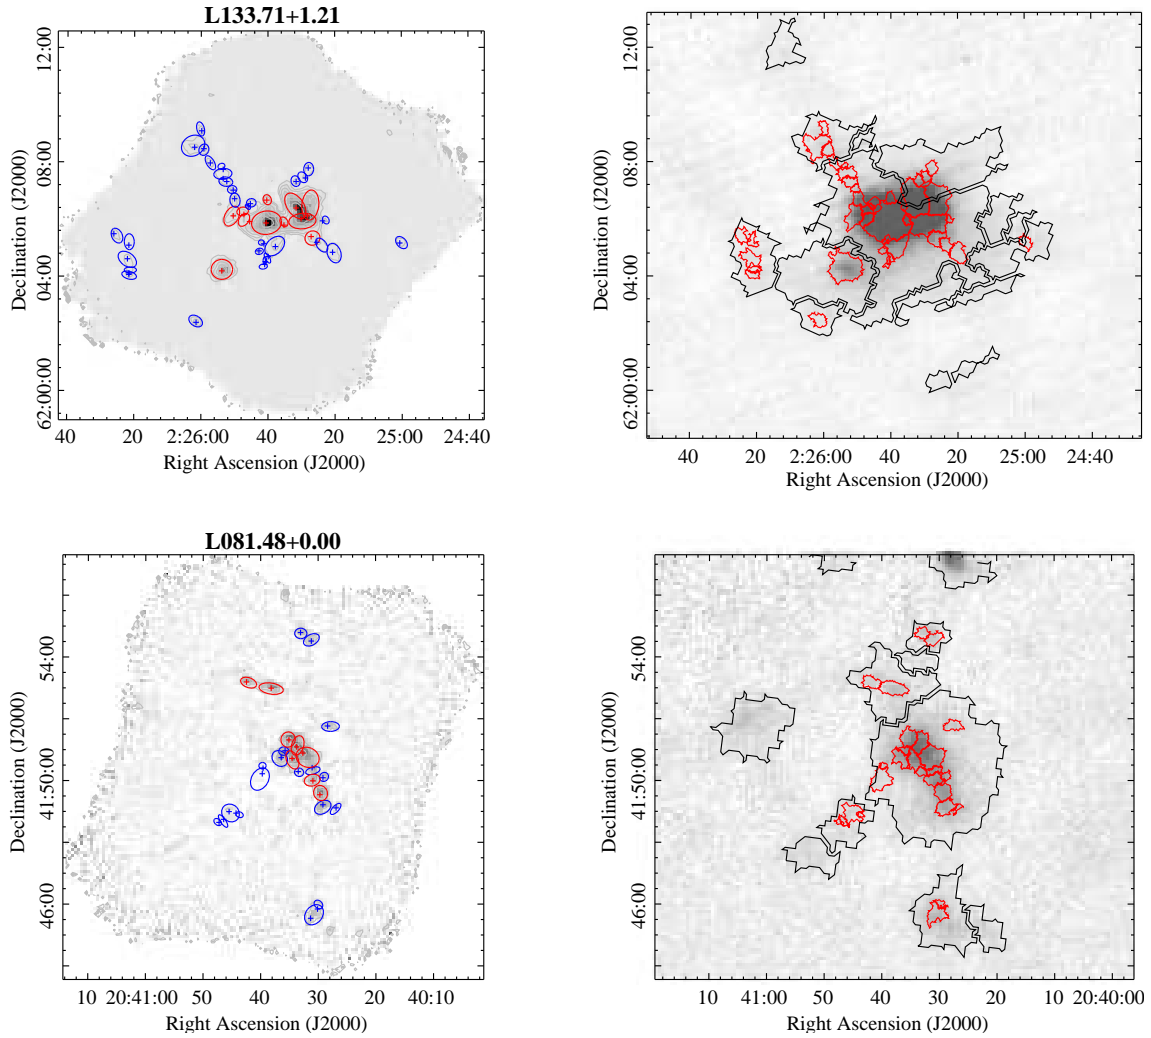 L133.71+1.21
12:00
08:00
04:00
62:00:00
Declination (J2000)
40 20 2:26:00 40 20 25:00 24:40
Right Ascension (J2000)
12:00
08:00
04:00
62:00:00
Declination (J2000)
40 20 2:26:00 40 20 25:00 24:40
Right Ascension (J2000)
L081.48+0.00
54:00
41:50:00
46:00
Declination (J2000)
10 20:41:00 50 40 30 20 40:10
Right Ascension (J2000)
54:00
41:50:00
46:00
Declination (J2000)
10 41:00 50 40 30 20 10 20:40:00
Right Ascension (J2000)